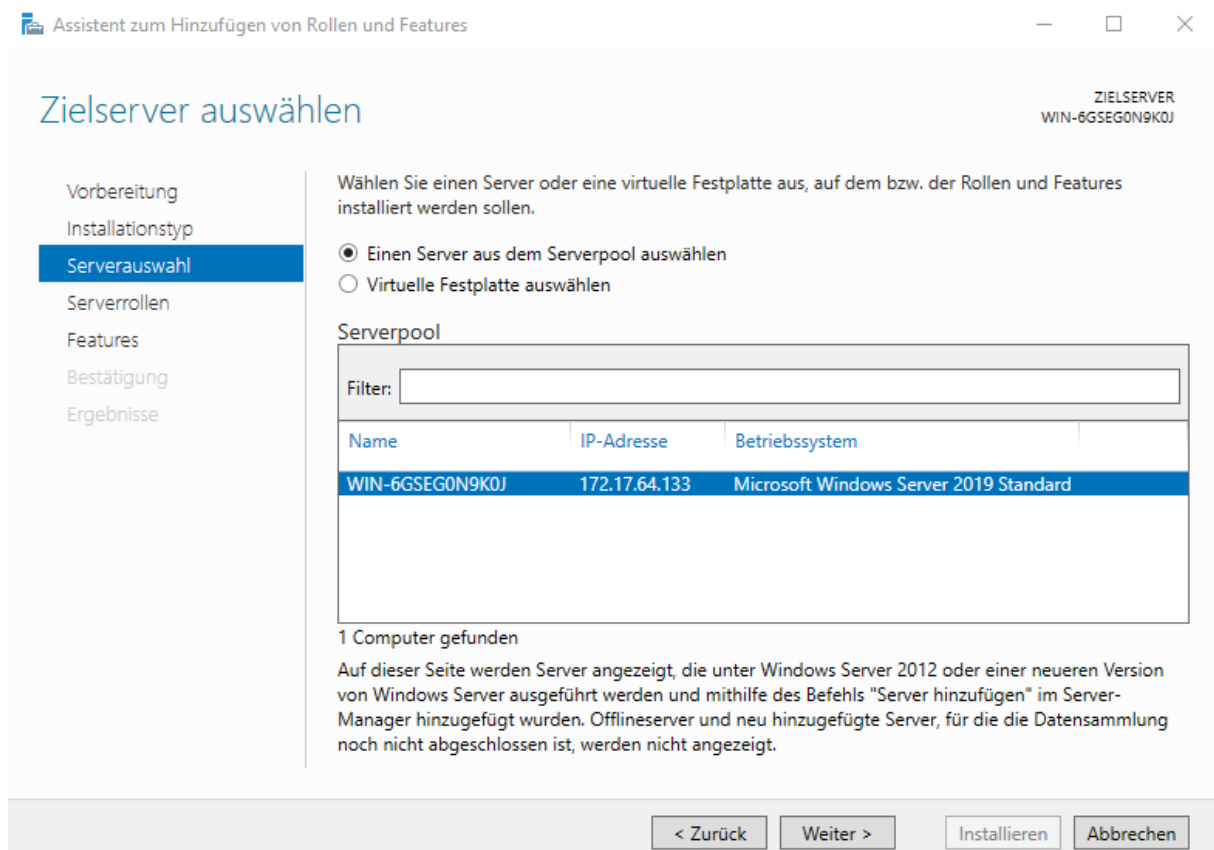 Assistent zum Hinzufügen von Rollen und Features
Zielserver auswählen
ZIELSERVER
WIN-6GSEG0N9K0J
Vorbereitung
Installationstyp
Serverauswahl
Serverrollen
Features
Bestätigung
Ergebnisse
Wählen Sie einen Server oder eine virtuelle Festplatte aus, auf dem bzw. der Rollen und Features
installiert werden sollen.
Einen Server aus dem Serverpool auswählen
Virtuelle Festplatte auswählen
Serverpool
Filter:
Name IP-Adresse Betriebssystem
WIN-6GSEG0N9K0J 172.17.64.133 Microsoft Windows Server 2019 Standard
1 Computer gefunden
Auf dieser Seite werden Server angezeigt, die unter Windows Server 2012 oder einer neueren Version
von Windows Server ausgeführt werden und mithilfe des Befehls "Server hinzufügen" im Server-
Manager hinzugefügt wurden. Offlineserver und neu hinzugefügte Server, für die die Datensammlung
noch nicht abgeschlossen ist, werden nicht angezeigt.
< Zurück Weiter > Installieren Abbrechen